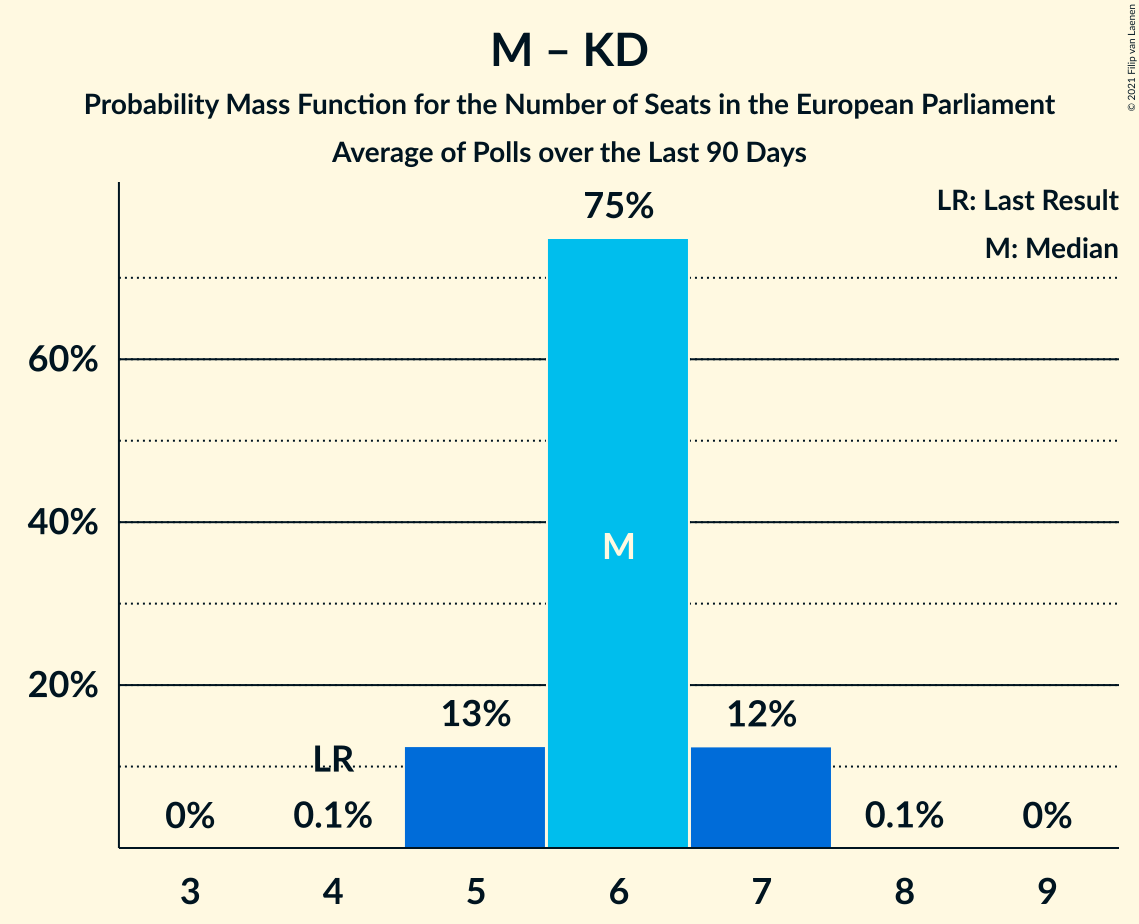 M – KD
Probability Mass Function for the Number of Seats in the European Parliament
Average of Polls over the Last 90 Days
© 2021 Filip van Laenen
LR: Last Result
M: Median
75%
60%
40%
M
20%
13%
12%
LR
0%
0.1%
0.1%
0%
3 4 5 6 7 8 9